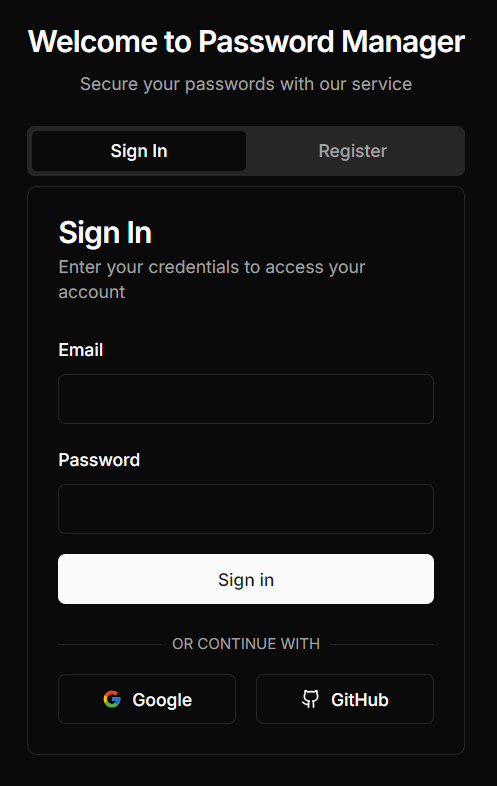 Welcome to Password Manager
Secure your passwords with our service
Sign In
Register
Sign In
Enter your credentials to access your
account
Email
Password
Sign in
OR CONTINUE WITH
Google
GitHub